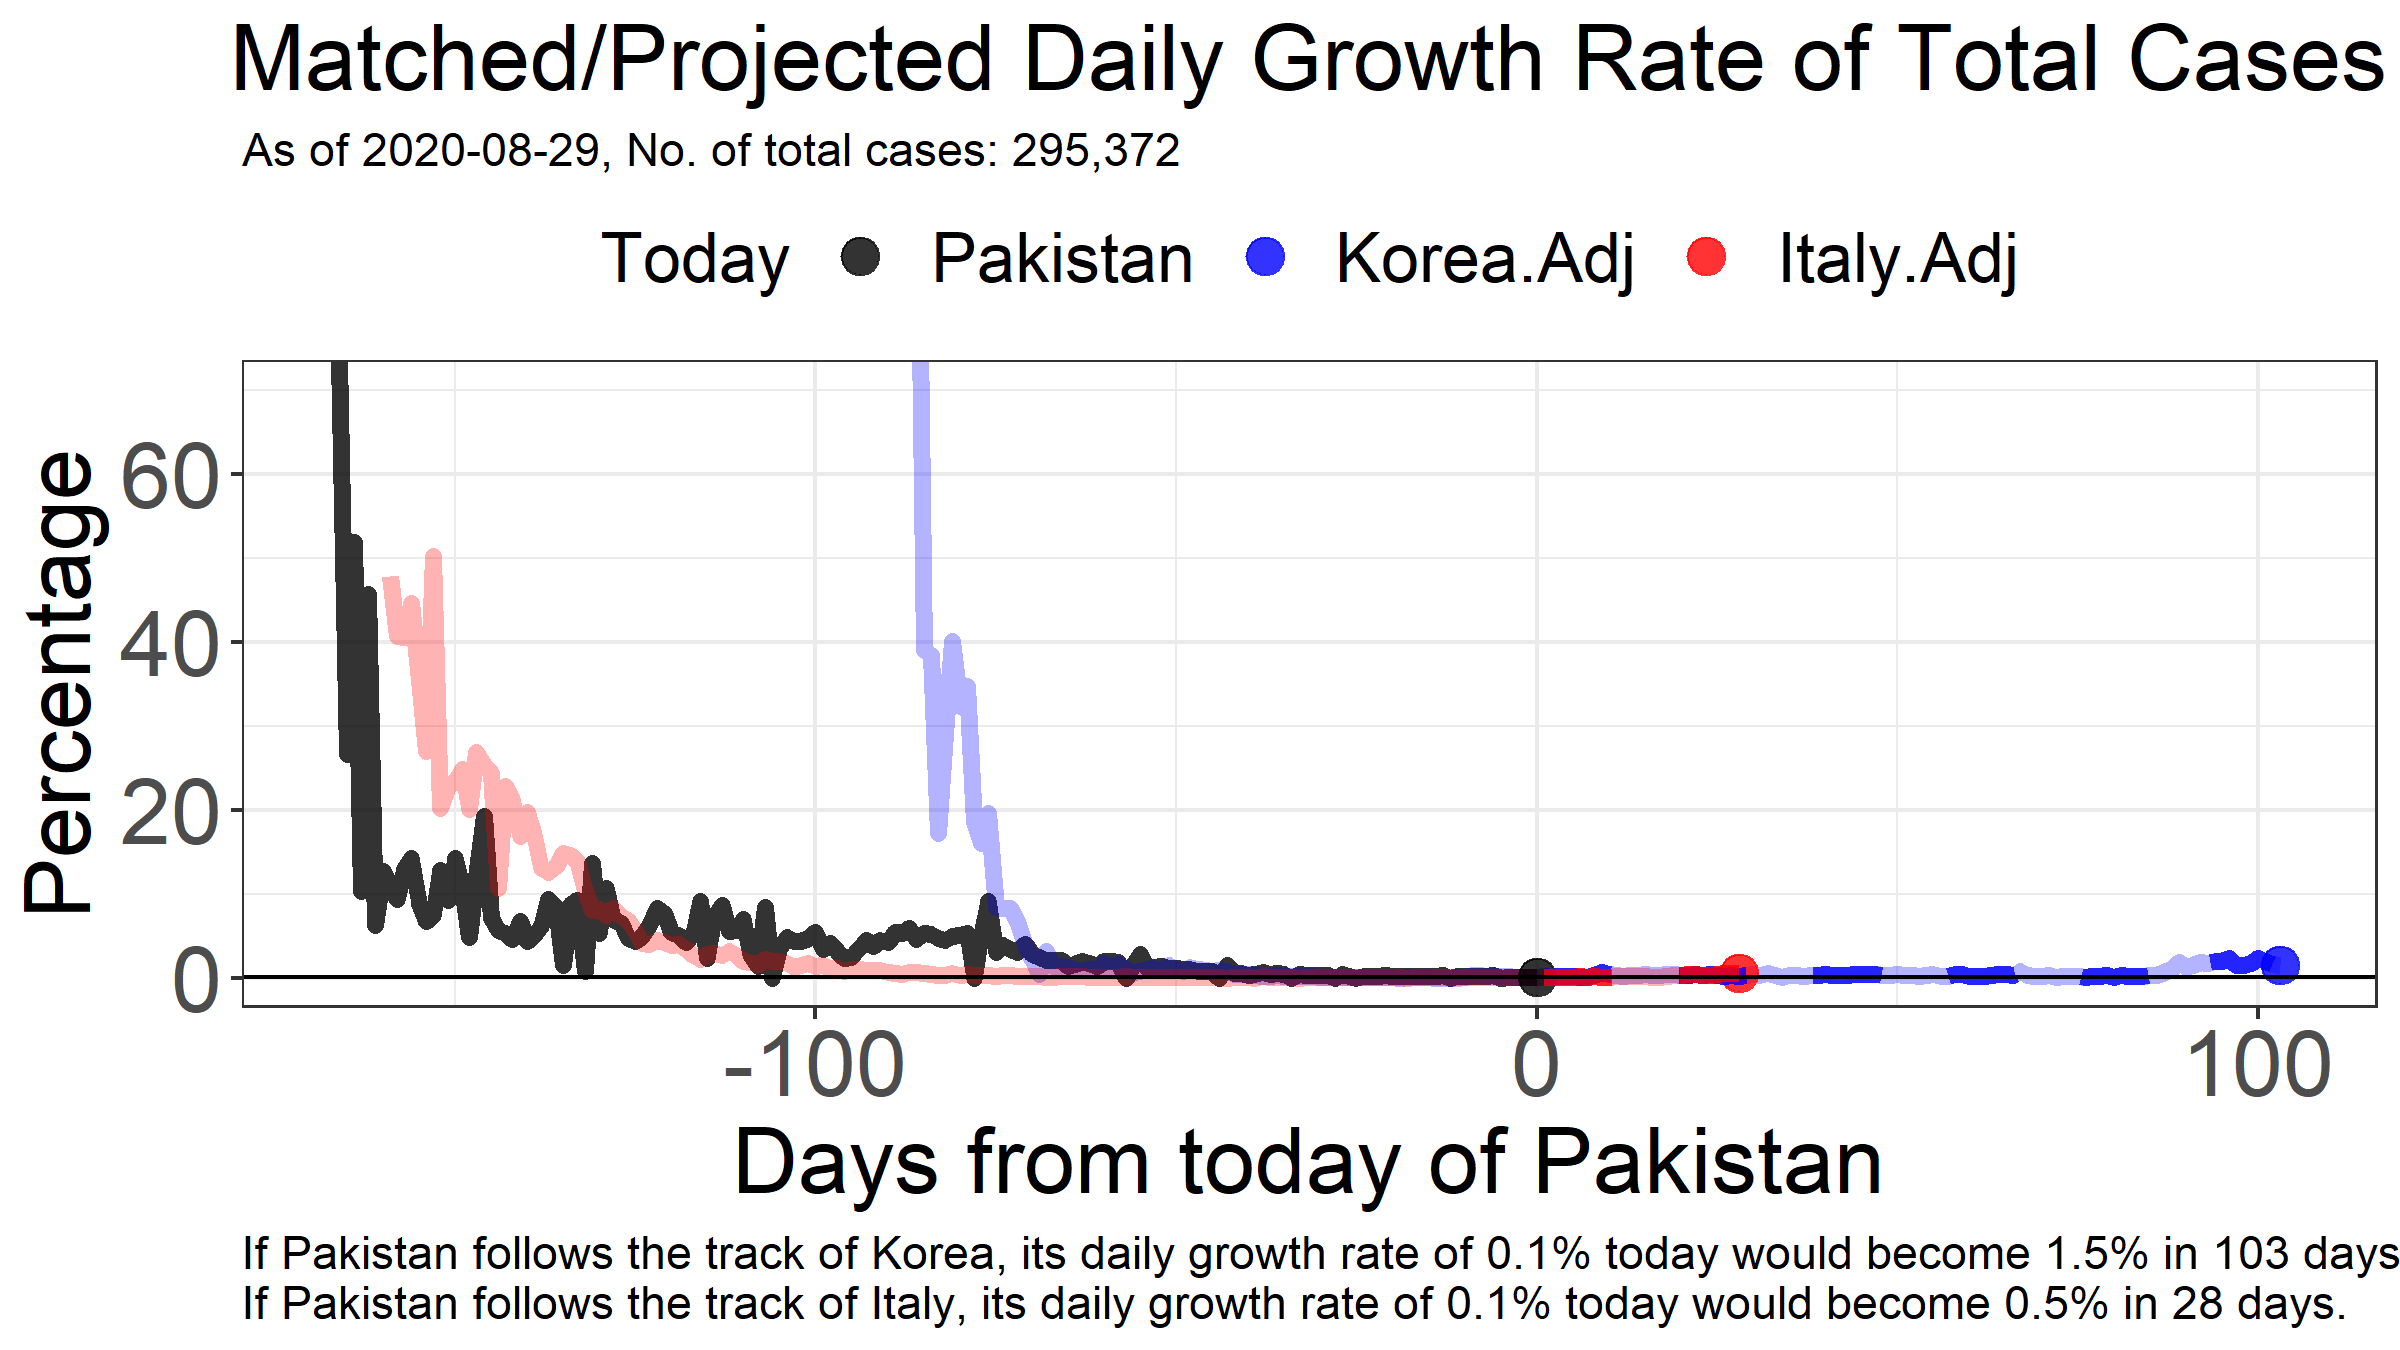 Matched/Projected Daily Growth Rate of Total Cases
As of 2020-08-29, No. of total cases: 295,372
Today Pakistan Korea.Adj Italy.Adj
Percentage
60
40
20
0
-100 0 100
Days from today of Pakistan
If Pakistan follows the track of Korea, its daily growth rate of 0.1% today would become 1.5% in 103 days
If Pakistan follows the track of Italy, its daily growth rate of 0.1% today would become 0.5% in 28 days.